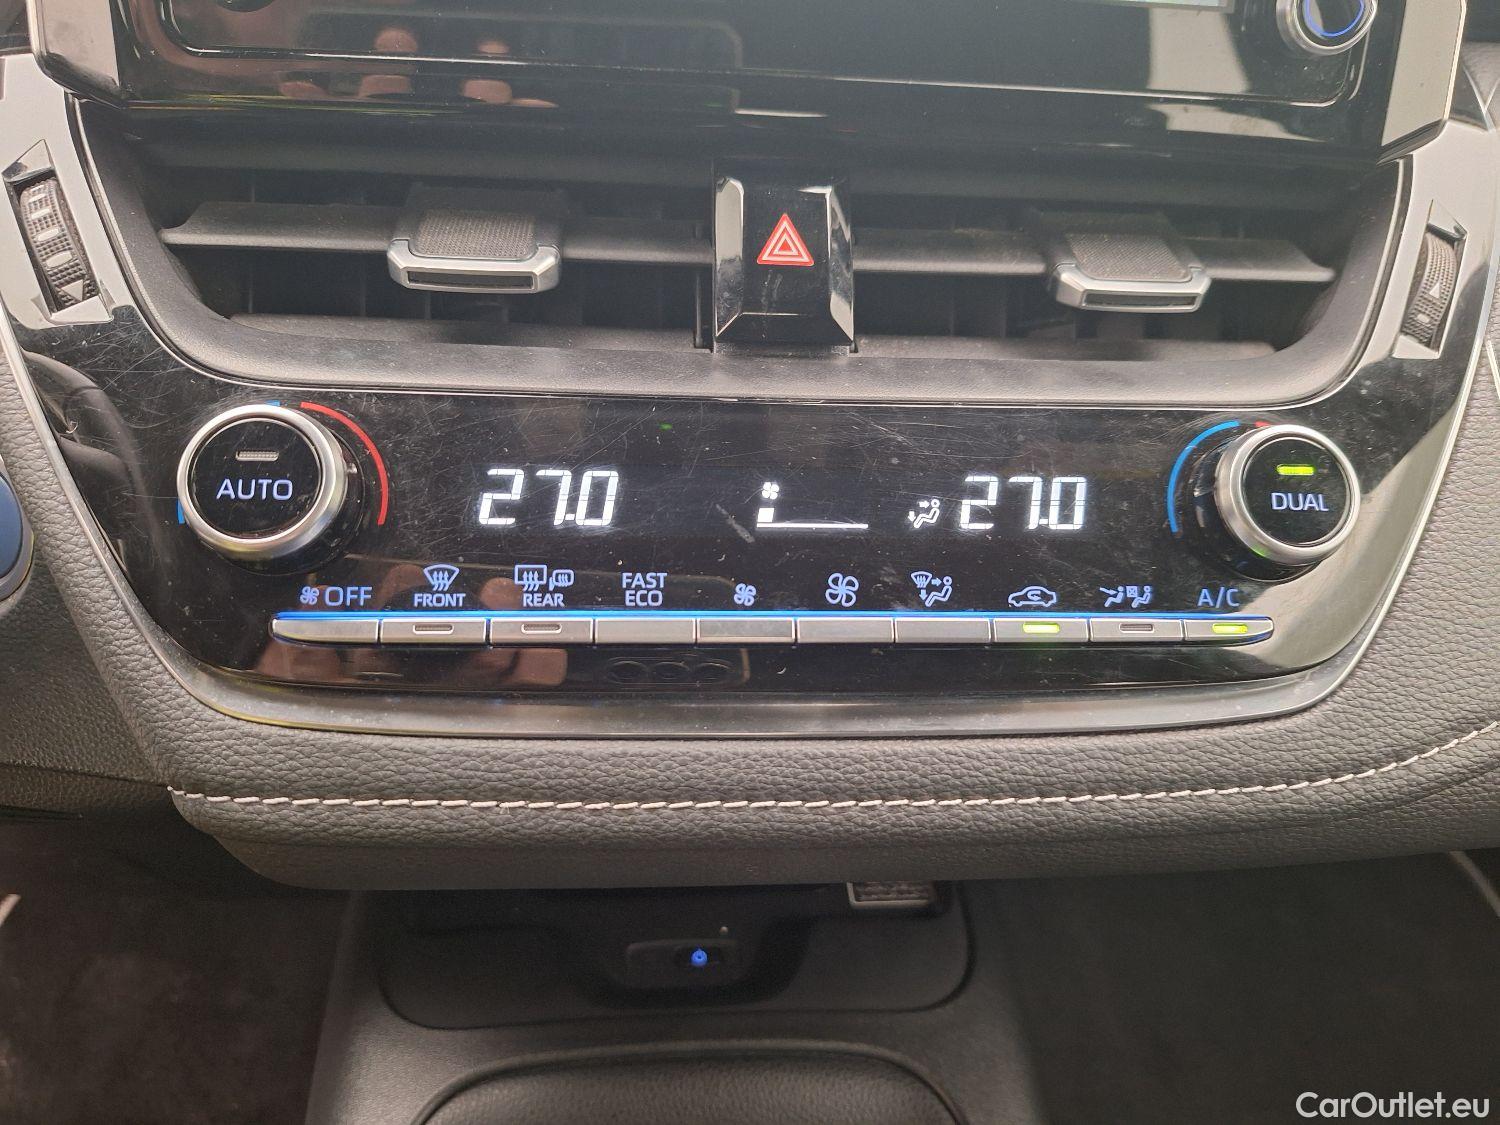 AUTO
27.0
27.0
DUAL
OFF
FRONT
REAR
FAST
ECO
A/C
CarOutlet.eu